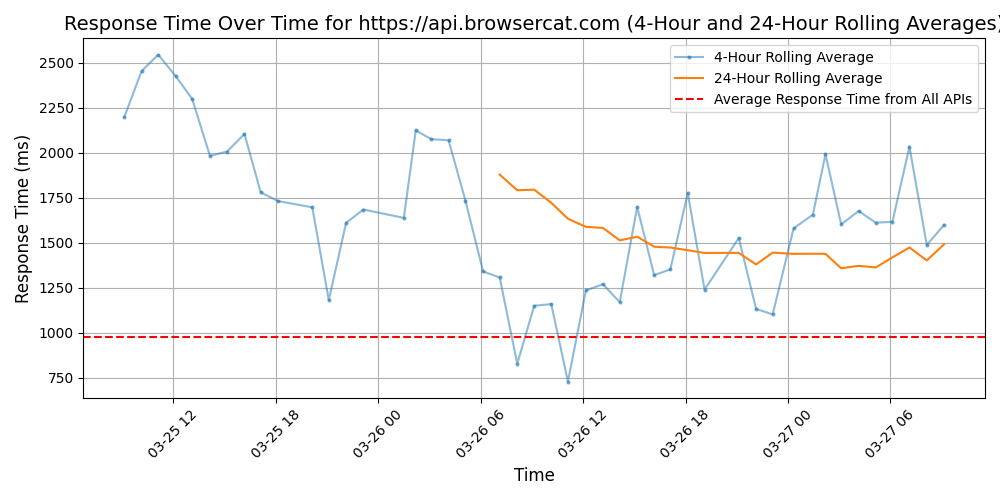 Response Time Over Time for https://api.browsercat.com (4-Hour and 24-Hour Rolling Averages)
4-Hour Rolling Average
24-Hour Rolling Average
Average Response Time from All APIs
Response Time (ms)
2500
2250
2000
1750
1500
1250
1000
750
03-25 12
03-25 18
03-26 00
03-26 06
03-26 12
03-26 18
03-27 00
03-27 06
Time